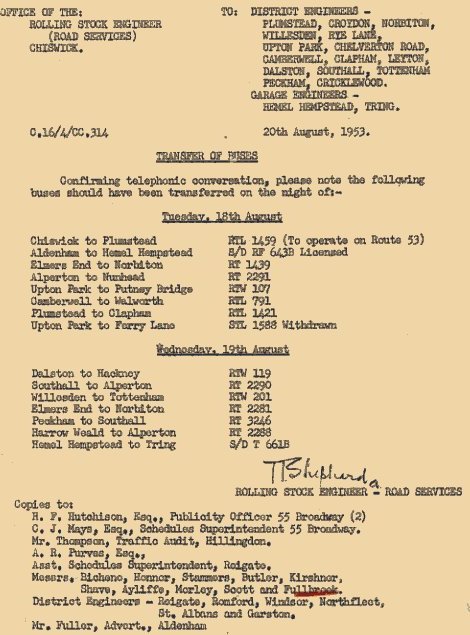 OFFICE OF THE: TO: DISTRICT ENGINEERS -
ROLLING STOCK ENGINEER PLUMSTEAD, CROYDON, NORBITON,
(ROAD SERVICES) WILLESDEN, RYE LANE,
CHISWICK. UPTON PARK, CHELVERTON ROAD,
CAMBERWELL, CLAPHAM, LEYTON,
DALSTON, SOUTHALL, TOTTENHAM
PECKHAM, CRICKLEWOOD.
GARAGE ENGINEERS -
HEMEL HEMPSTEAD, TRING.
C.16/4/CC.314 20th August, 1953.
TRANSFER OF BUSES
Confirming telephonic conversation, please note the following
buses should have been transferred on the night of:-
Tuesday, 18th August
Chiswick to Plumstead RTL 1459 (To operate on Route 53)
Aldenham to Hemel Hempstead S/D RF 643B Licensed
Elmers End to Norbiton RT 1439
Alperton to Nunhead RT 2291
Upton Park to Putney Bridge RTW 107
Camberwell to Walworth RTL 791
Plumstead to Clapham RTL 1421
Upton Park to Ferry Lane STL 1588 Withdrawn
Wednesday, 19th August
Dalston to Hackney RTW 119
Southall to Alperton RT 2290
Willesden to Tottenham RTW 201
Elmers End to Norbiton RT 2281
Peckham to Southall RT 3246
Harrow Weald to Alperton RT 2288
Hemel Hempstead to Tring S/D T 661B
T Shepherd
ROLLING STOCK ENGINEER - ROAD SERVICES
Copies to:
H. F. Hutchison, Esq., Publicity Officer 55 Broadway (2)
C. J. Mays, Esq., Schedules Superintendent 55 Broadway.
Mr. Thompson, Traffic Audit, Hillingdon.
A. R. Purves, Esq.,
Asst. Schedules Superintendent, Reigate.
Messrs. Bicheno, Honnor, Stammers, Butler, Kirshner,
Shave, Ayliffe, Morley, Scott and Fullbrook.
District Engineers - Reigate, Romford, Windsor, Northfleet,
St. Albans and Garston.
Mr. Fuller, Advert., Aldenham